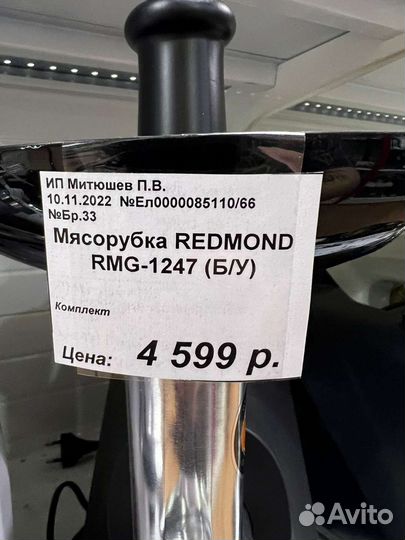 ИП Митюшев П.В.
10.11.2022 №Ел0000085110/66
№Бр.33
Мясорубка REDMOND
RMG-1247 (Б/У)
Комплект
Цена: 4 599 р.
Avito